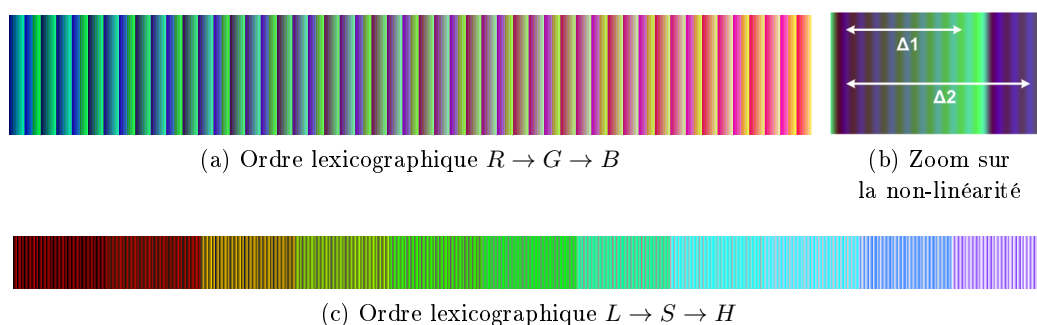 Δ1
Δ2
(a) Ordre lexicographique R → G → B
(b) Zoom sur
la non-linéarité
(c) Ordre lexicographique L → S → H